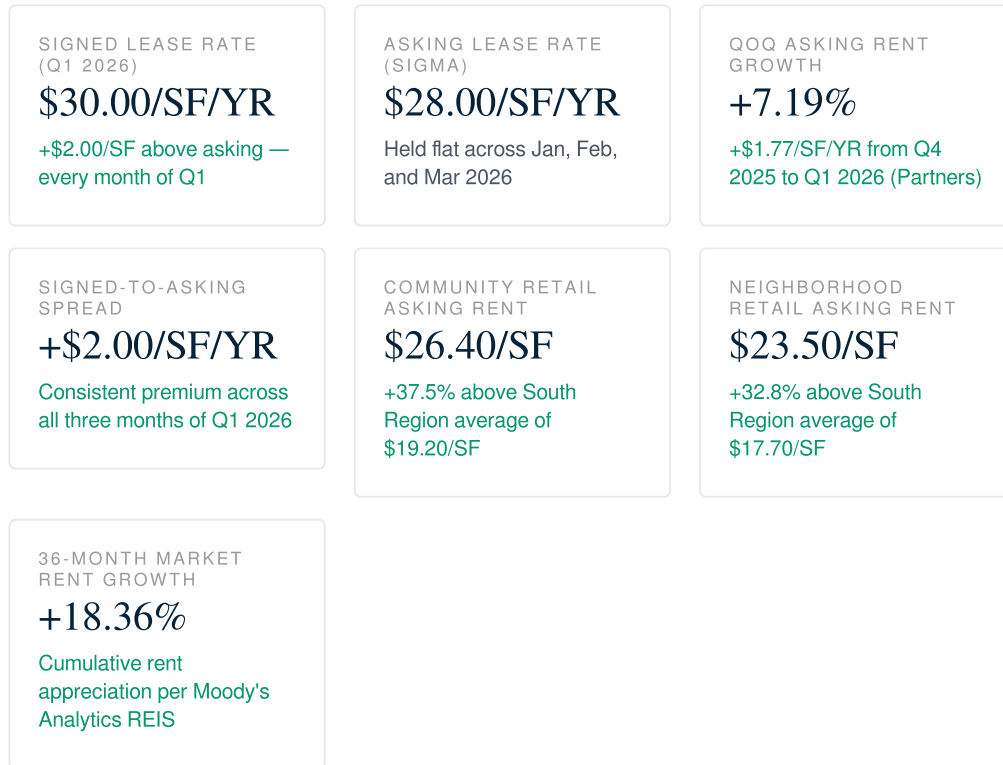 SIGNED LEASE RATE
(Q1 2026)
$30.00/SF/YR
+$2.00/SF above asking —
every month of Q1
ASKING LEASE RATE
(SIGMA)
$28.00/SF/YR
Held flat across Jan, Feb,
and Mar 2026
QOQ ASKING RENT
GROWTH
+7.19%
+$1.77/SF/YR from Q4
2025 to Q1 2026 (Partners)
SIGNED-TO-ASKING
SPREAD
+$2.00/SF/YR
Consistent premium across
all three months of Q1 2026
COMMUNITY RETAIL
ASKING RENT
$26.40/SF
+37.5% above South
Region average of
$19.20/SF
NEIGHBORHOOD
RETAIL ASKING RENT
$23.50/SF
+32.8% above South
Region average of
$17.70/SF
36-MONTH MARKET
RENT GROWTH
+18.36%
Cumulative rent
appreciation per Moody's
Analytics REIS